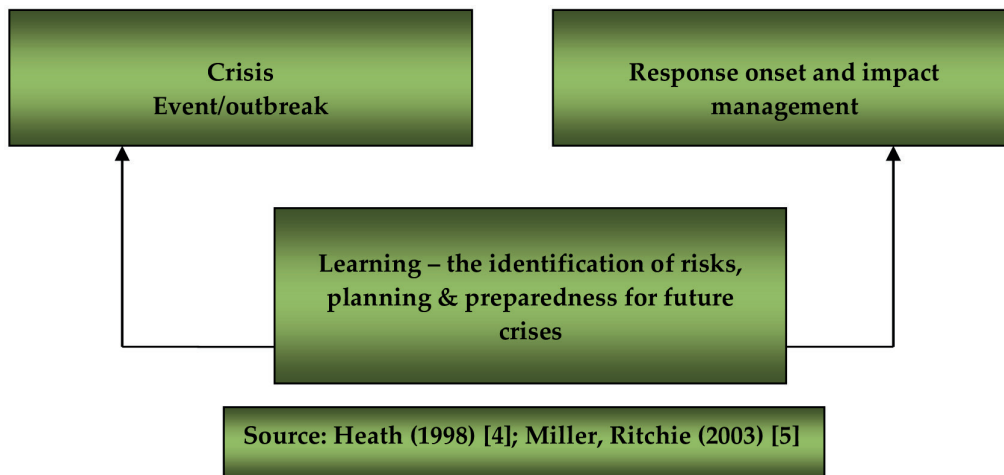 Crisis
Event/outbreak
Response onset and impact
management
Learning – the identification of risks,
planning & preparedness for future
crises
Source: Heath (1998) [4]; Miller, Ritchie (2003) [5]